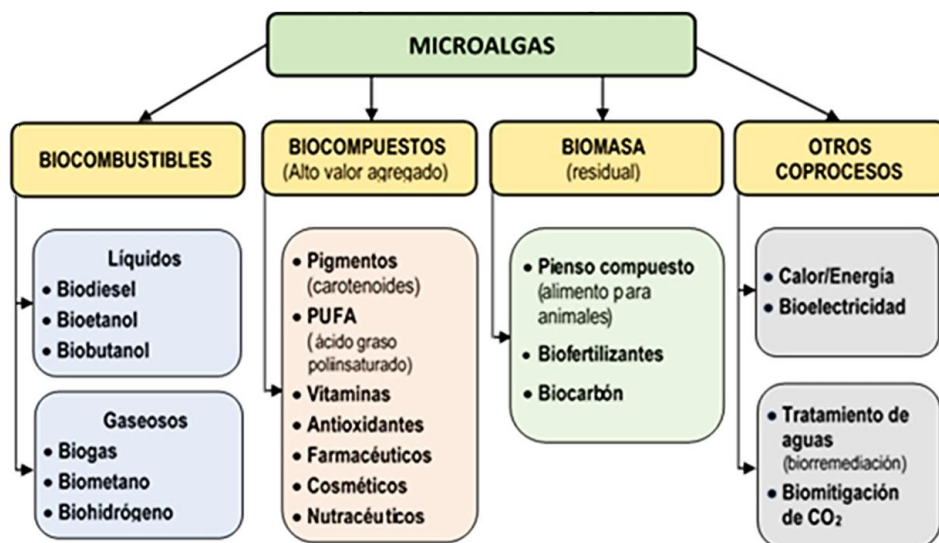 MICROALGAS
BIOCOMBUSTIBLES
Líquidos
• Biodiesel
• Bioetanol
• Biobutanol
Gaseosos
• Biogas
• Biometano
• Biohidrógeno
BIOCOMPUESTOS
(Alto valor agregado)
• Pigmentos
(carotenoides)
• PUFA
(ácido graso
poliinsaturado)
• Vitaminas
• Antioxidantes
• Farmacéuticos
• Cosméticos
• Nutracéuticos
BIOMASA
(residual)
• Pienso compuesto
(alimento para
animales)
• Biofertilizantes
• Biocarbón
OTROS
COPROCESOS
• Calor/Energía
• Bioelectricidad
• Tratamiento de
aguas
(biorremediación)
• Biomitigación
de CO₂